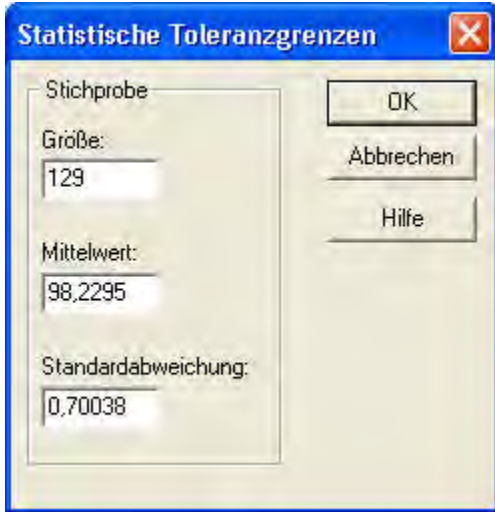 Statistische Toleranzgrenzen
Stichprobe
Größe:
129
Mittelwert:
98,2295
Standardabweichung:
0,70038
OK
Abbrechen
Hilfe